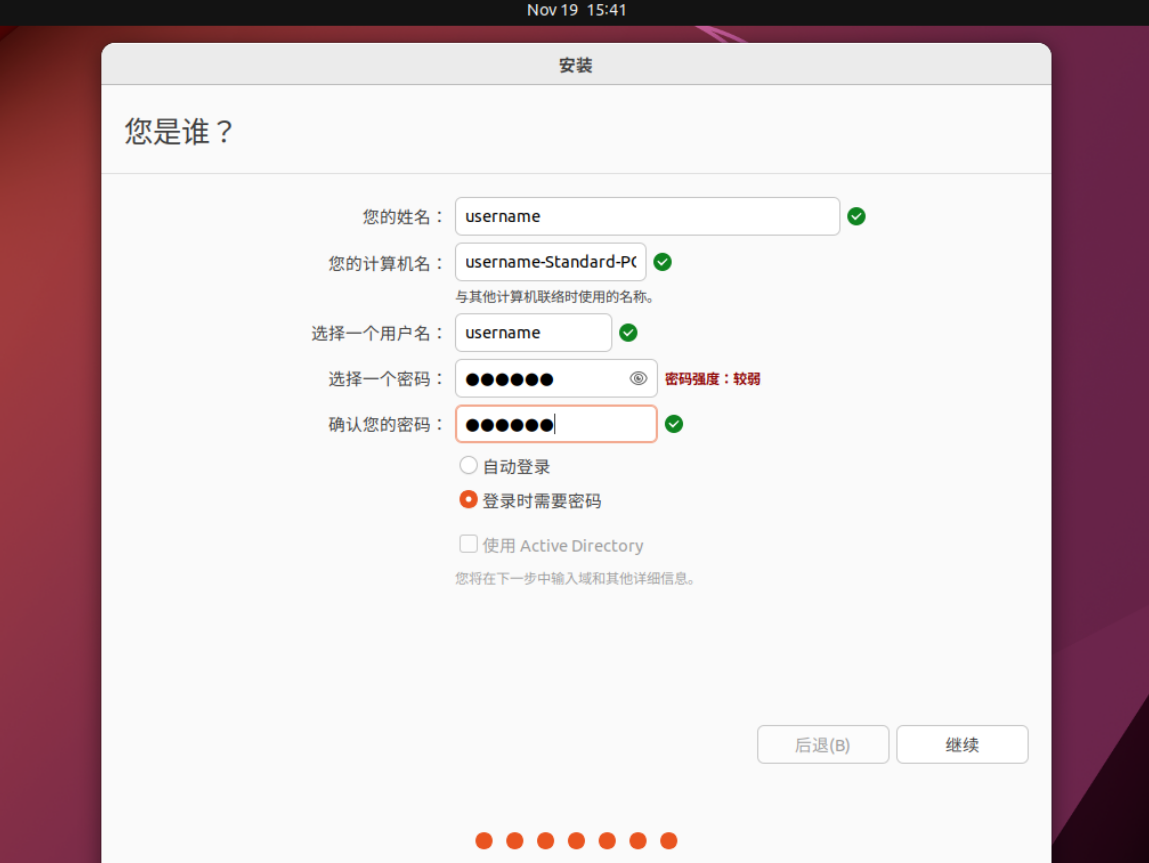 Nov 19 15:41
安装
您是谁？
您的姓名： username
您的计算机名： username-Standard-PC
与其他计算机联络时使用的名称。
选择一个用户名： username
选择一个密码： ●●●●●● 密码强度：较弱
确认您的密码： ●●●●●●
自动登录
登录时需要密码
使用 Active Directory
您将在下一步中输入域和其他详细信息。
后退(B) 继续